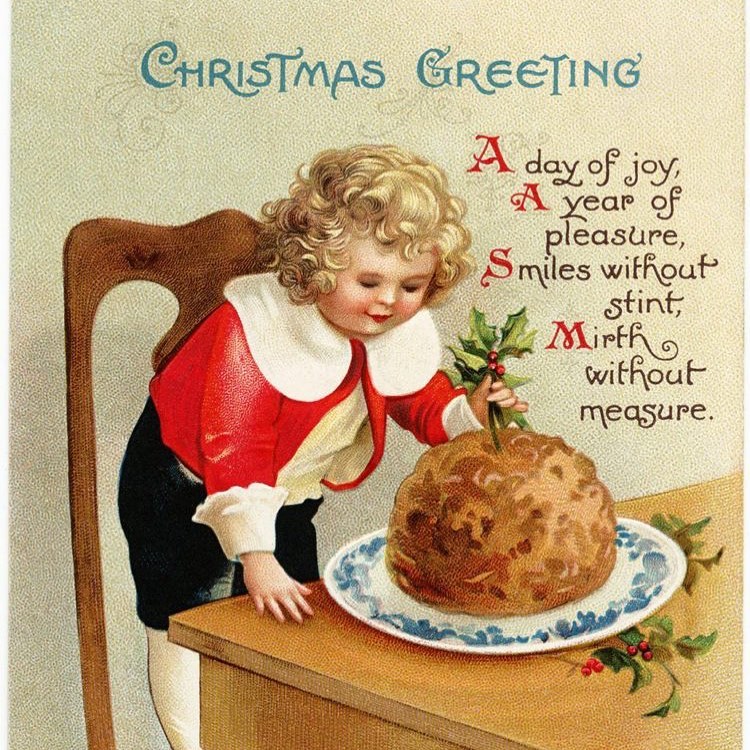 Christmas Greeting
A day of joy,
A year of
pleasure,
Smiles without
stint,
Mirth
without
measure.